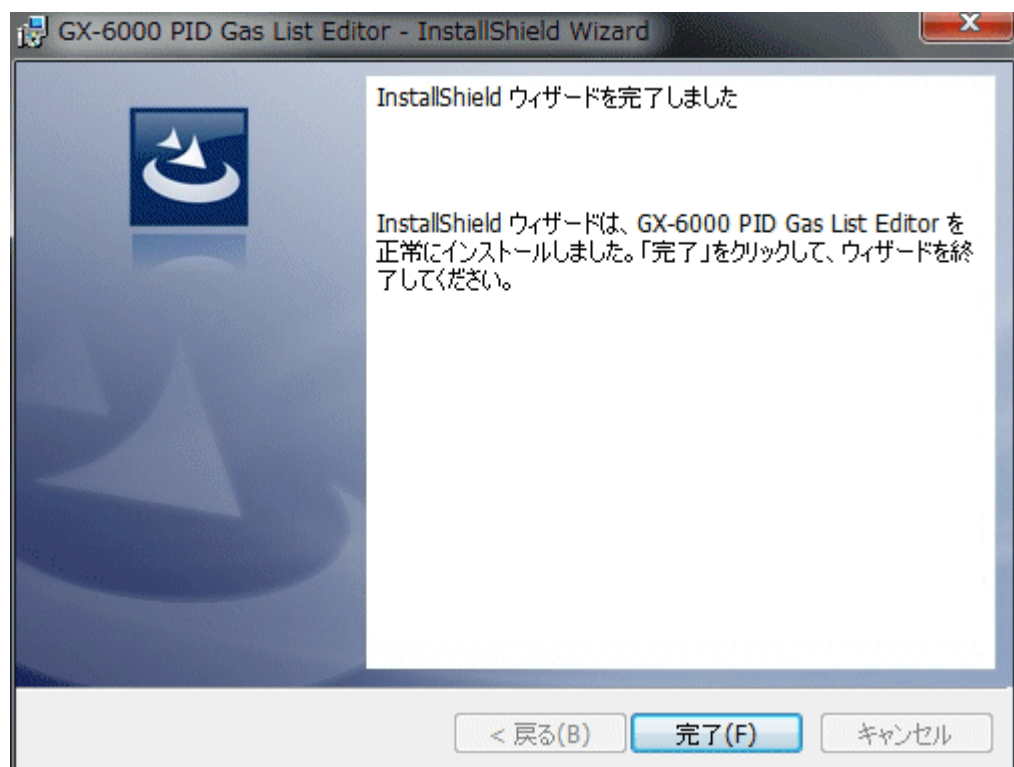 GX-6000 PID Gas List Editor - InstallShield Wizard
InstallShield ウィザードを完了しました
InstallShield ウィザードは、GX-6000 PID Gas List Editor を
正常にインストールしました。「完了」をクリックして、ウィザードを終
了してください。
< 戻る(B)
完了(F)
キャンセル